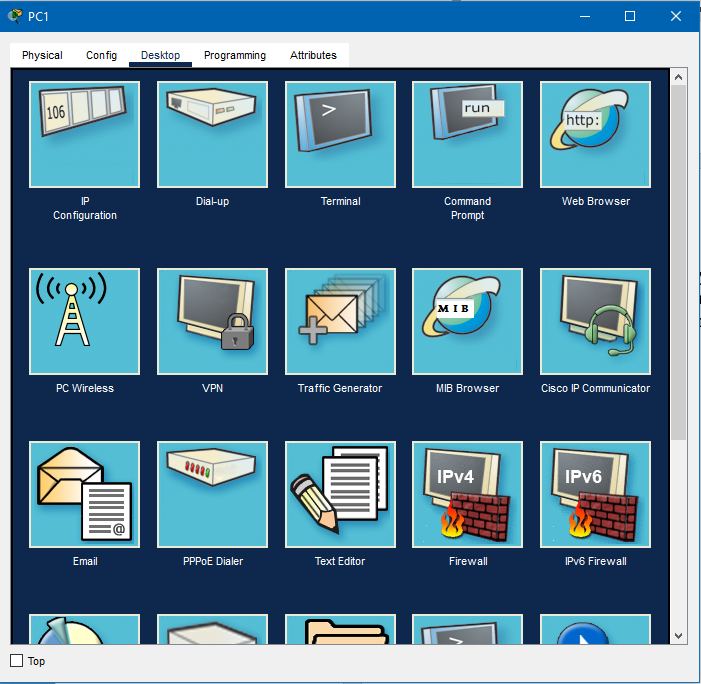 PC1
Physical Config Desktop Programming Attributes
106
>
run
http:
IP
Configuration
Dial-up
Terminal
Command
Prompt
Web Browser
MIB
PC Wireless
VPN
Traffic Generator
MIB Browser
Cisco IP Communicator
@
IPv4
IPv6
Email
PPPoE Dialer
Text Editor
Firewall
IPv6 Firewall
>
Top